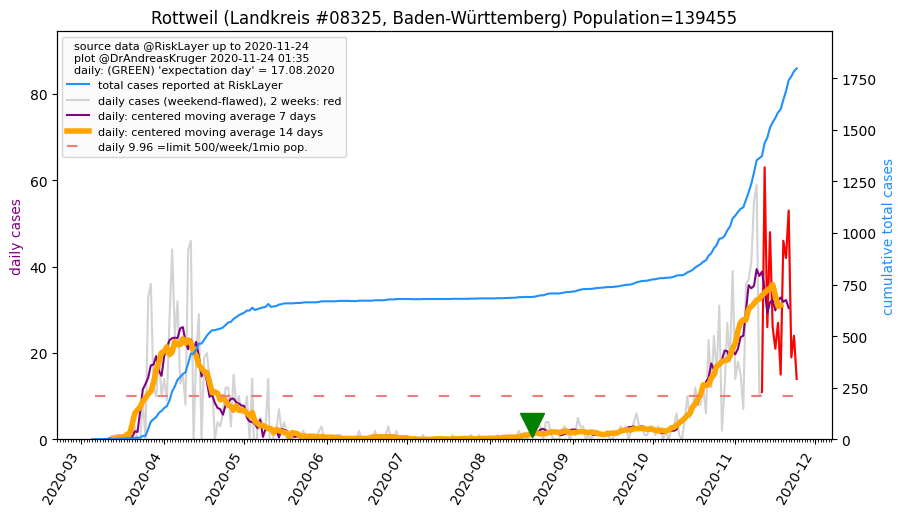 Rottweil (Landkreis #08325, Baden-Württemberg) Population=139455
source data @RiskLayer up to 2020-11-24
plot @DrAndreasKruger 2020-11-24 01:35
daily: (GREEN) 'expectation day' = 17.08.2020
total cases reported at RiskLayer
daily cases (weekend-flawed), 2 weeks: red
daily: centered moving average 7 days
daily: centered moving average 14 days
daily 9.96 =limit 500/week/1mio pop.
daily cases
80
60
40
20
0
cumulative total cases
1750
1500
1250
1000
750
500
250
0
2020-03
2020-04
2020-05
2020-06
2020-07
2020-08
2020-09
2020-10
2020-11
2020-12